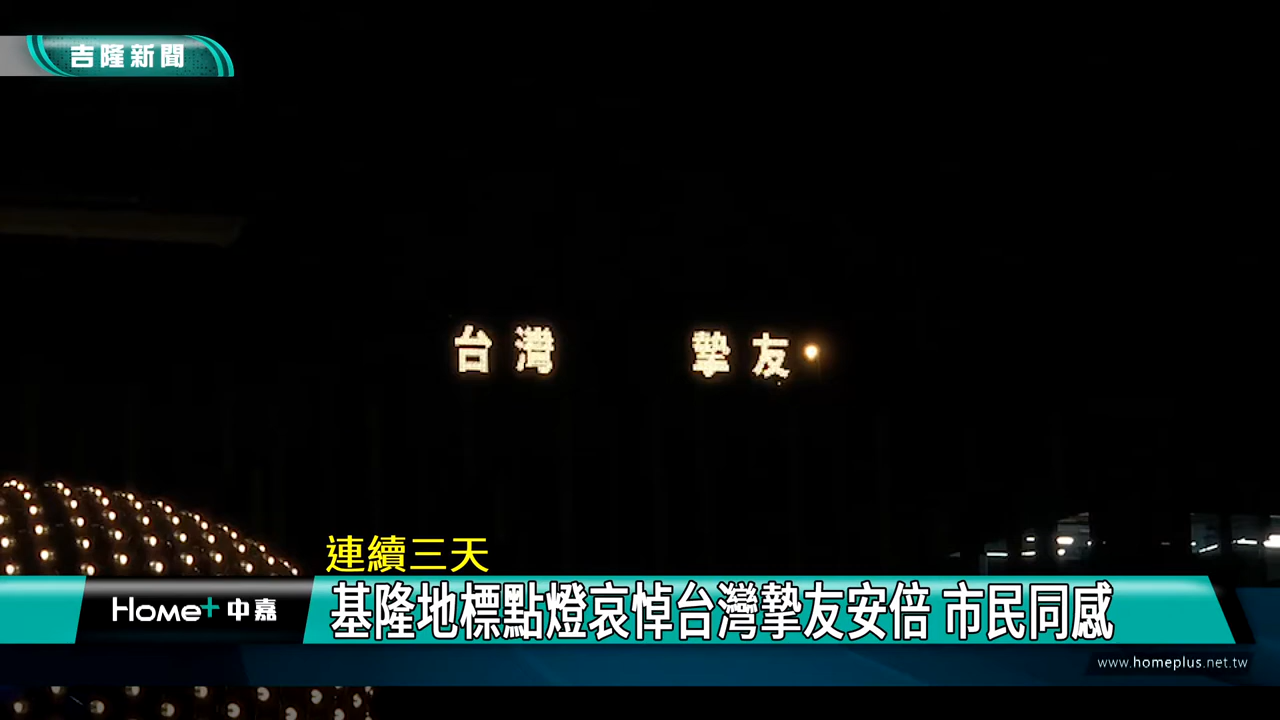 吉隆新聞
台灣 摯友
連續三天
Home+中嘉
基隆地標點燈哀悼台灣摯友安倍 市民同感
www.homeplus.net.tw